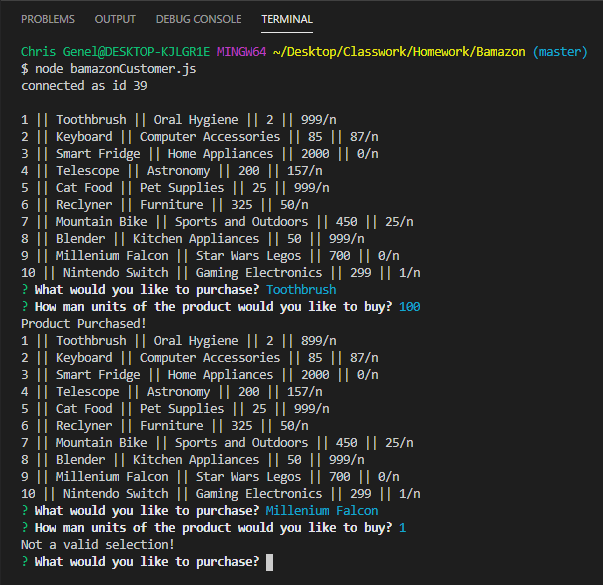 PROBLEMS OUTPUT DEBUG CONSOLE TERMINAL
Chris Genel@DESKTOP-KJLGR1E MINGW64 ~/Desktop/Classwork/Homework/Bamazon (master)
$ node bamazonCustomer.js
connected as id 39
1 || Toothbrush || Oral Hygiene || 2 || 999/n
2 || Keyboard || Computer Accessories || 85 || 87/n
3 || Smart Fridge || Home Appliances || 2000 || 0/n
4 || Telescope || Astronomy || 200 || 157/n
5 || Cat Food || Pet Supplies || 25 || 999/n
6 || Reclyner || Furniture || 325 || 50/n
7 || Mountain Bike || Sports and Outdoors || 450 || 25/n
8 || Blender || Kitchen Appliances || 50 || 999/n
9 || Millenium Falcon || Star Wars Legos || 700 || 0/n
10 || Nintendo Switch || Gaming Electronics || 299 || 1/n
? What would you like to purchase? Toothbrush
? How man units of the product would you like to buy? 100
Product Purchased!
1 || Toothbrush || Oral Hygiene || 2 || 899/n
2 || Keyboard || Computer Accessories || 85 || 87/n
3 || Smart Fridge || Home Appliances || 2000 || 0/n
4 || Telescope || Astronomy || 200 || 157/n
5 || Cat Food || Pet Supplies || 25 || 999/n
6 || Reclyner || Furniture || 325 || 50/n
7 || Mountain Bike || Sports and Outdoors || 450 || 25/n
8 || Blender || Kitchen Appliances || 50 || 999/n
9 || Millenium Falcon || Star Wars Legos || 700 || 0/n
10 || Nintendo Switch || Gaming Electronics || 299 || 1/n
? What would you like to purchase? Millenium Falcon
? How man units of the product would you like to buy? 1
Not a valid selection!
? What would you like to purchase?